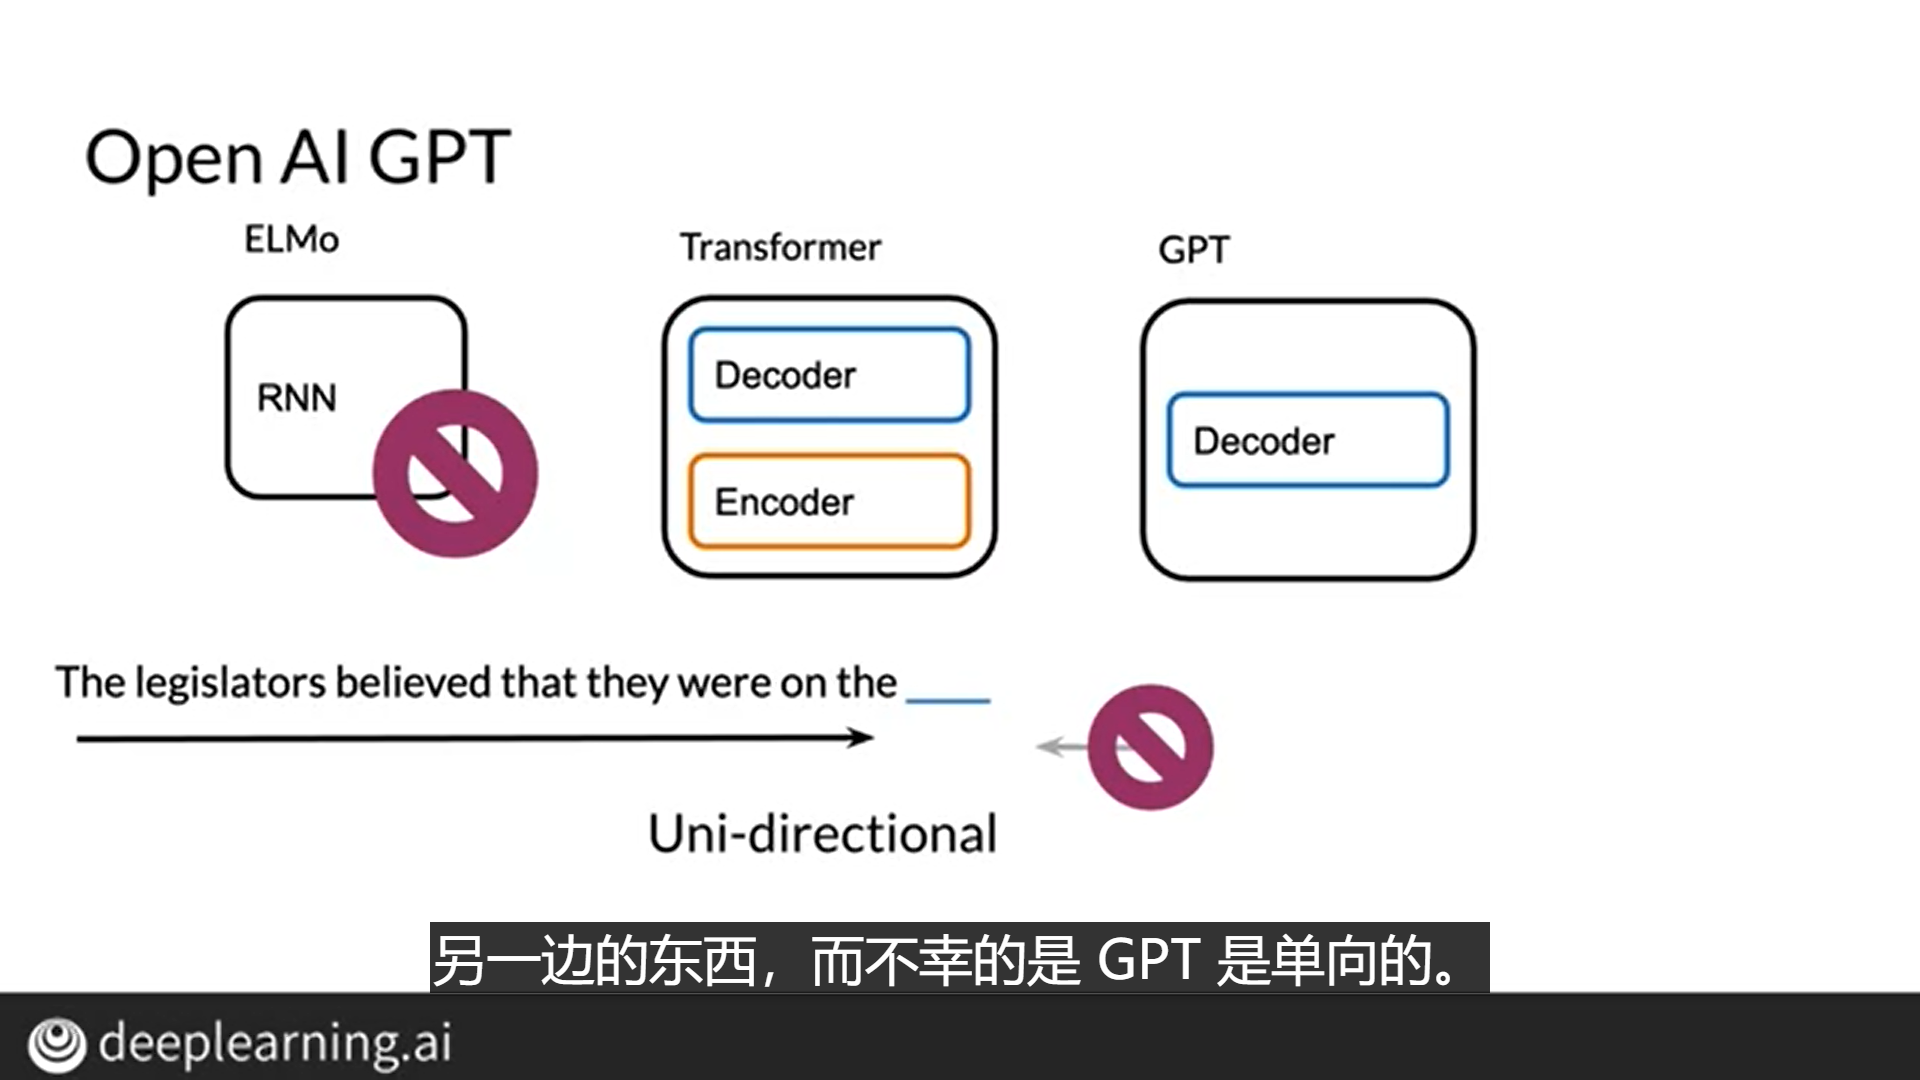 Open AI GPT
ELMo
Transformer
GPT
RNN
Decoder
Encoder
Decoder
The legislators believed that they were on the ____
Uni-directional
另一边的东西，而不幸的是 GPT 是单向的。
deeplearning.ai